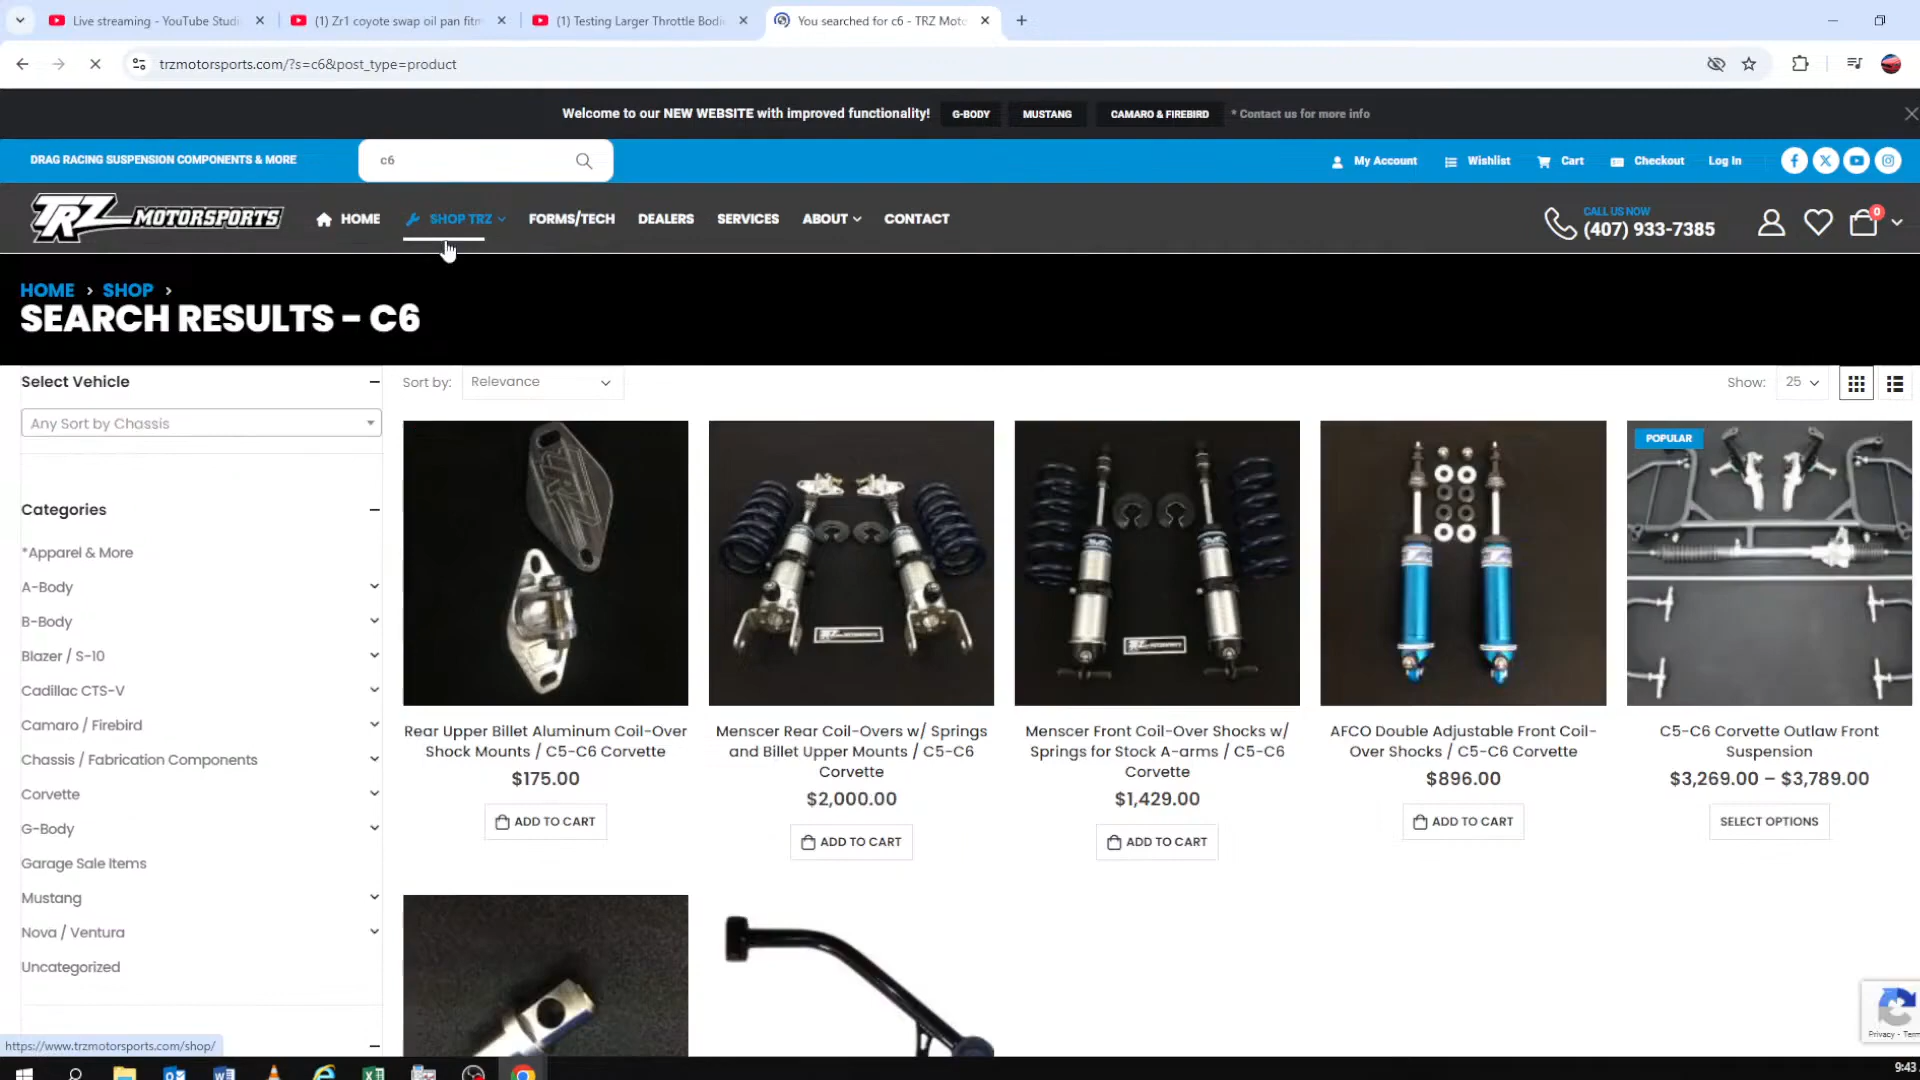 Live streaming - YouTube Studi
(1) Zr1 coyote swap oil pan fitm
(1) Testing Larger Throttle Bodie
You searched for c6 - TRZ Moto
trzmotorsports.com/?s=c6&post_type=product
Welcome to our NEW WEBSITE with improved functionality! G-BODY MUSTANG CAMARO & FIREBIRD * Contact us for more info
DRAG RACING SUSPENSION COMPONENTS & MORE
c6
My Account Wishlist Cart Checkout Log In
TRZ MOTORSPORTS
HOME SHOP TRZ FORMS/TECH DEALERS SERVICES ABOUT CONTACT
CALL US NOW
(407) 933-7385
0
HOME > SHOP >
SEARCH RESULTS - C6
Select Vehicle
Any Sort by Chassis
Sort by: Relevance
Show: 25
Categories
*Apparel & More
A-Body
B-Body
Blazer / S-10
Cadillac CTS-V
Camaro / Firebird
Chassis / Fabrication Components
Corvette
G-Body
Garage Sale Items
Mustang
Nova / Ventura
Uncategorized
TRZ
Rear Upper Billet Aluminum Coil-Over
Shock Mounts / C5-C6 Corvette
$175.00
ADD TO CART
TRZ MOTORSPORTS
Menscer Rear Coil-Overs w/ Springs
and Billet Upper Mounts / C5-C6
Corvette
$2,000.00
ADD TO CART
TRZ MOTORSPORTS
Menscer Front Coil-Over Shocks w/
Springs for Stock A-arms / C5-C6
Corvette
$1,429.00
ADD TO CART
AFCO Double Adjustable Front Coil-
Over Shocks / C5-C6 Corvette
$896.00
ADD TO CART
POPULAR
C5-C6 Corvette Outlaw Front
Suspension
$3,269.00 – $3,789.00
SELECT OPTIONS
Privacy - Term
https://www.trzmotorsports.com/shop/
9:43